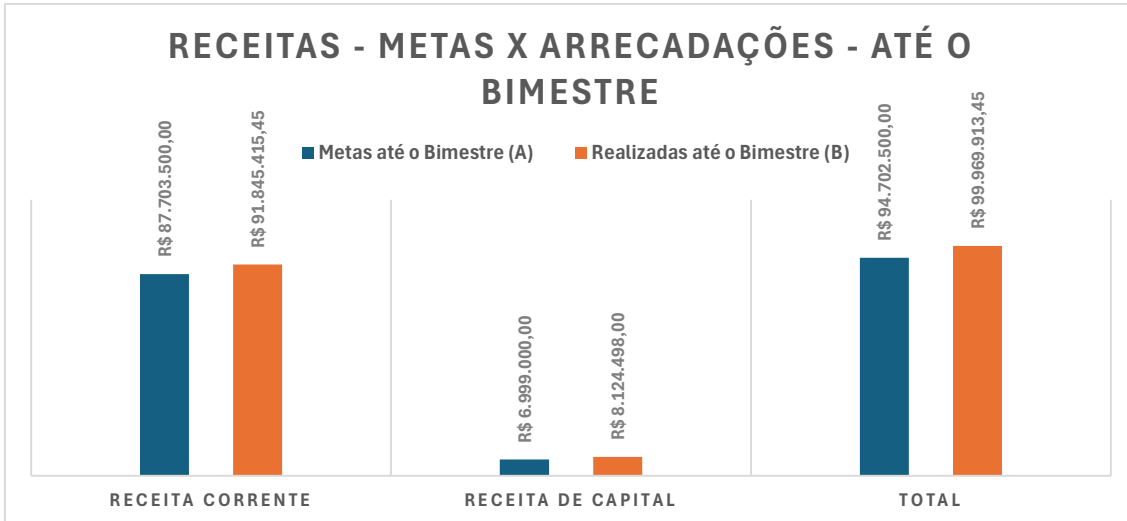 RECEITAS - METAS X ARRECADAÇÕES - ATÉ O
BIMESTRE
Metas até o Bimestre (A)
Realizadas até o Bimestre (B)
R$ 87.703.500,00
R$ 91.845.415,45
R$ 6.999.000,00
R$ 8.124.498,00
R$ 94.702.500,00
R$ 99.969.913,45
RECEITA CORRENTE
RECEITA DE CAPITAL
TOTAL